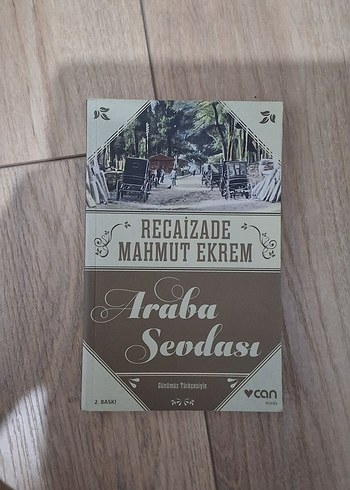 RECAİZADE
MAHMUT EKREM
Araba
Sevdası
Günümüz Türkçesiyle
2. BASKI
can